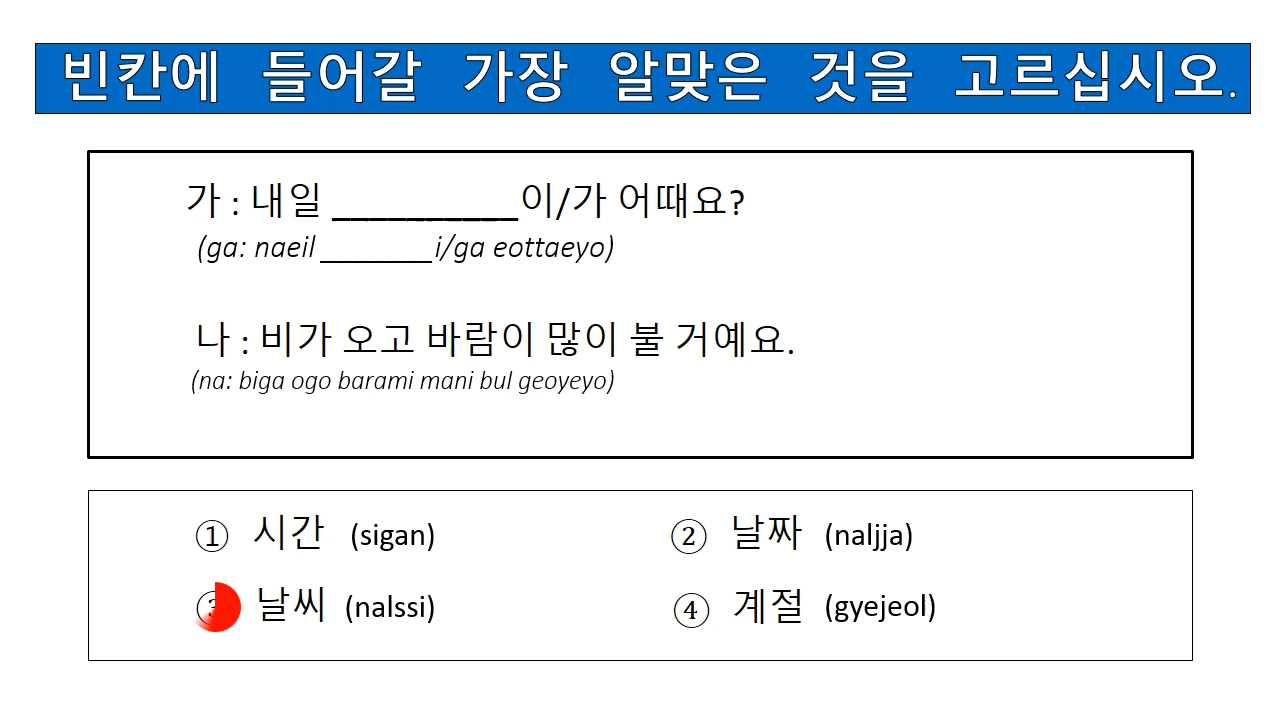 빈칸에 들어갈 가장 알맞은 것을 고르십시오.
가 : 내일 __________이/가 어때요?
(ga: naeil _______i/ga eottaeyo)
나 : 비가 오고 바람이 많이 불 거예요.
(na: biga ogo barami mani bul geoyeyo)
① 시간 (sigan) ② 날짜 (naljja)
③ 날씨 (nalssi) ④ 계절 (gyejeol)